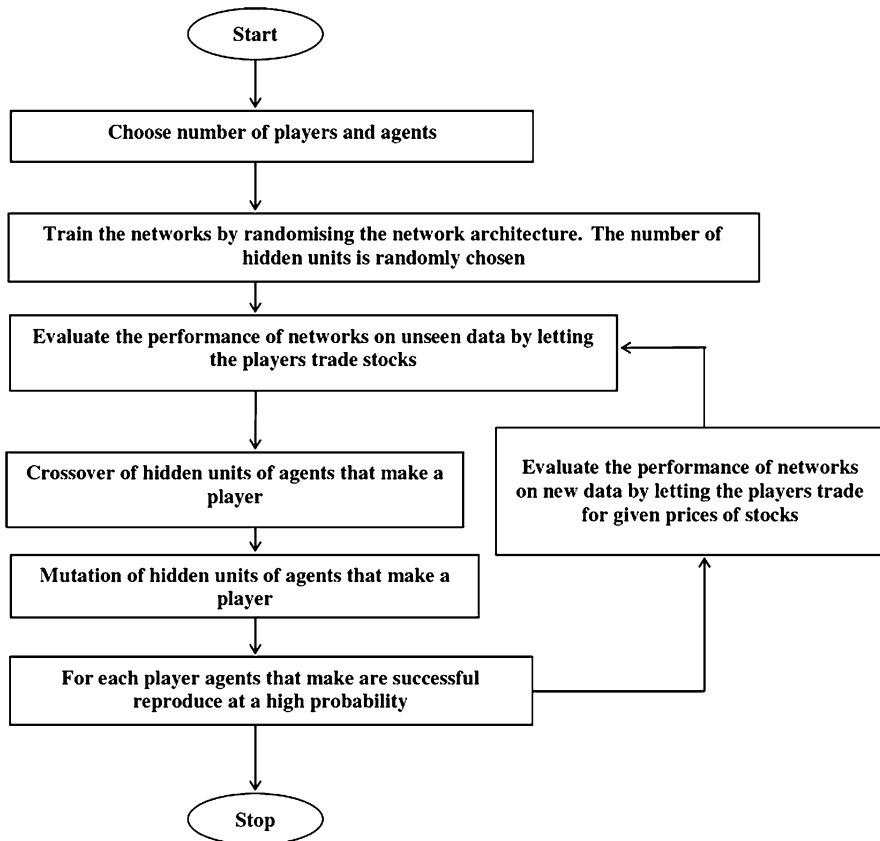 Start
Choose number of players and agents
Train the networks by randomising the network architecture. The number of
hidden units is randomly chosen
Evaluate the performance of networks on unseen data by letting
the players trade stocks
Crossover of hidden units of agents that make a
player
Evaluate the performance of networks
on new data by letting the players trade
for given prices of stocks
Mutation of hidden units of agents that make a
player
For each player agents that make are successful
reproduce at a high probability
Stop